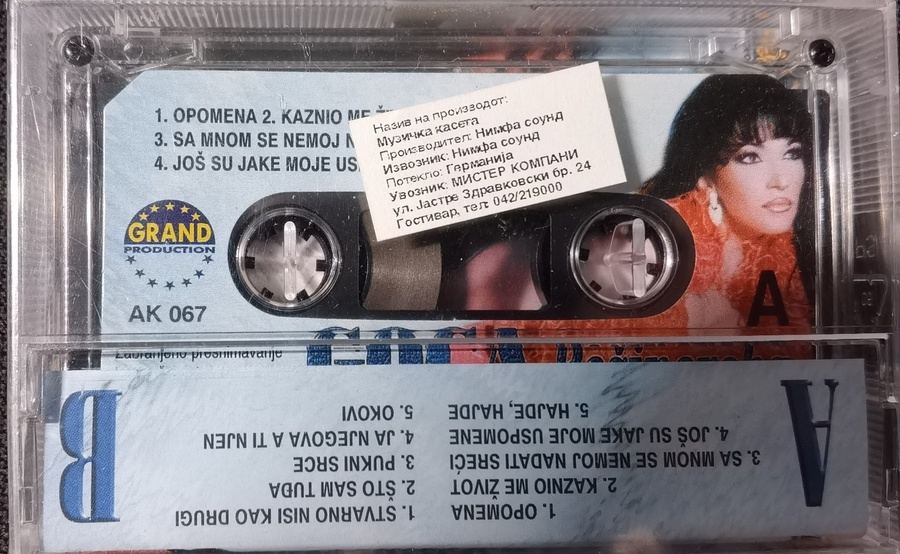 1. OPOMENA 2. KAZNIO ME
3. SA MNOM SE NEMOJ
4. JOŠ SU JAKE MOJE
Назив на производот:
Музичка касета
Производител: Нимфа соунд
Извозник: Нимфа соунд
Потекло: Германија
Увозник: МИСТЕР КОМПАНИ
ул. Јастре Здравковски бр. 24
Гостивар, тел: 042/219000
GRAND
PRODUCTION
AK 067
A
Zabranjeno presnimavanje
GOGA
A
1. OPOMENA
2. KAZNIO ME ŽIVOT
3. SA MNOM SE NEMOJ NADATI SREĆI
4. JOŠ SU JAKE MOJE USPOMENE
5. HAJDE, HAJDE
B
1. STVARNO NISI KAO DRUGI
2. ŠTO SAM TUĐA
3. PUKNI SRCE
4. JA NJEGOVA A TI NJEN
5. OKOVI